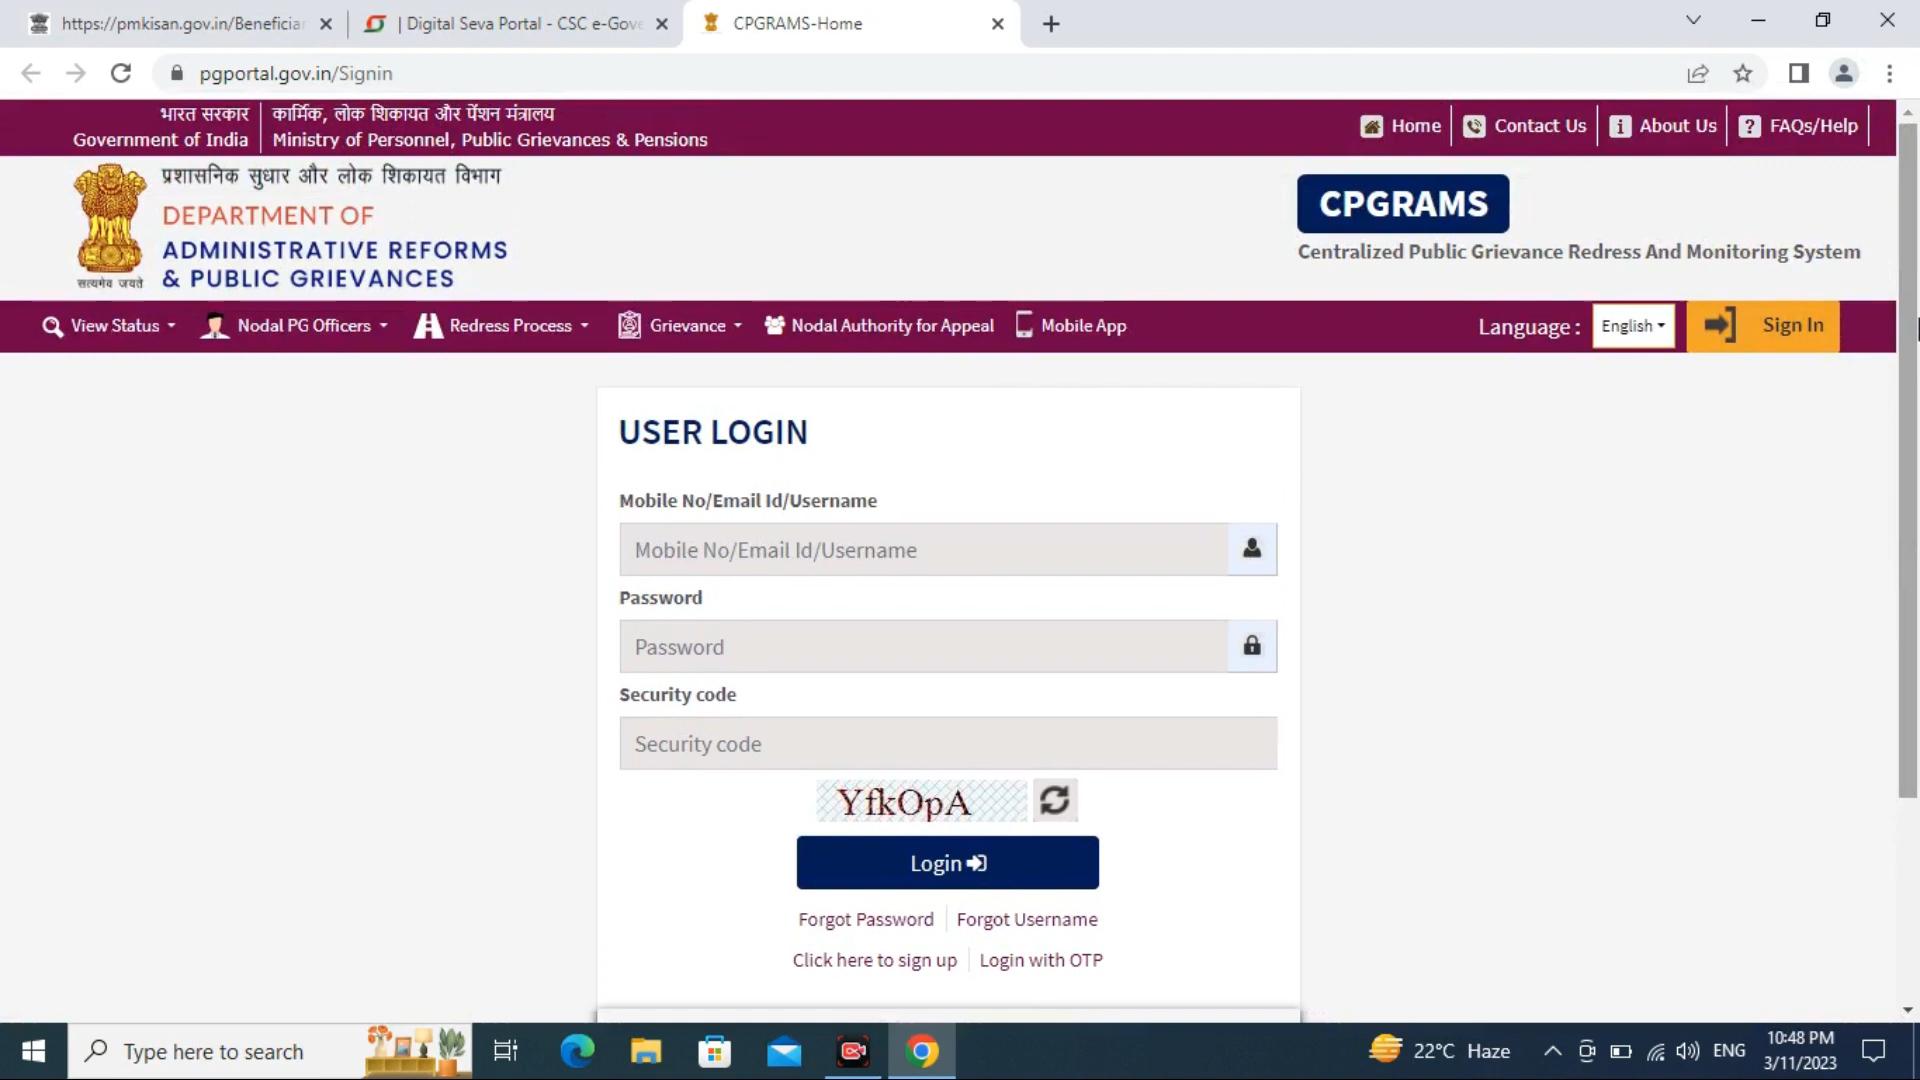 https://pmkisan.gov.in/Beneficiar
| Digital Seva Portal - CSC e-Gove
CPGRAMS-Home
pgportal.gov.in/Signin
भारत सरकार
कार्मिक, लोक शिकायत और पेंशन मंत्रालय
Government of India
Ministry of Personnel, Public Grievances & Pensions
Home
Contact Us
About Us
FAQs/Help
प्रशासनिक सुधार और लोक शिकायत विभाग
DEPARTMENT OF
ADMINISTRATIVE REFORMS
& PUBLIC GRIEVANCES
सत्यमेव जयते
CPGRAMS
Centralized Public Grievance Redress And Monitoring System
View Status
Nodal PG Officers
Redress Process
Grievance
Nodal Authority for Appeal
Mobile App
Language :
English
Sign In
USER LOGIN
Mobile No/Email Id/Username
Mobile No/Email Id/Username
Password
Password
Security code
Security code
YfkOpA
Login
Forgot Password
Forgot Username
Click here to sign up
Login with OTP
Type here to search
22°C Haze
ENG
10:48 PM
3/11/2023